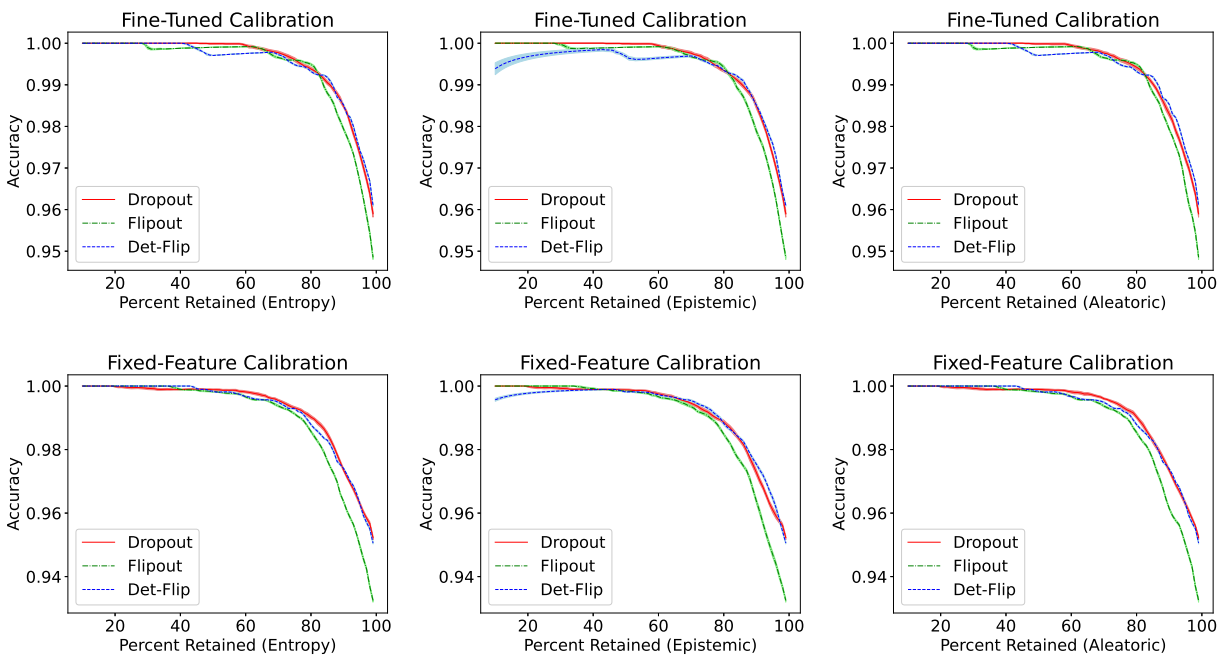 Fine-Tuned Calibration
1.00
0.99
0.98
0.97
0.96
0.95
Accuracy
Dropout
Flipout
Det-Flip
20 40 60 80 100
Percent Retained (Entropy)
Fine-Tuned Calibration
1.00
0.99
0.98
0.97
0.96
0.95
Accuracy
Dropout
Flipout
Det-Flip
20 40 60 80 100
Percent Retained (Epistemic)
Fine-Tuned Calibration
1.00
0.99
0.98
0.97
0.96
0.95
Accuracy
Dropout
Flipout
Det-Flip
20 40 60 80 100
Percent Retained (Aleatoric)
Fixed-Feature Calibration
1.00
0.98
0.96
0.94
Accuracy
Dropout
Flipout
Det-Flip
20 40 60 80 100
Percent Retained (Entropy)
Fixed-Feature Calibration
1.00
0.98
0.96
0.94
Accuracy
Dropout
Flipout
Det-Flip
20 40 60 80 100
Percent Retained (Epistemic)
Fixed-Feature Calibration
1.00
0.98
0.96
0.94
Accuracy
Dropout
Flipout
Det-Flip
20 40 60 80 100
Percent Retained (Aleatoric)